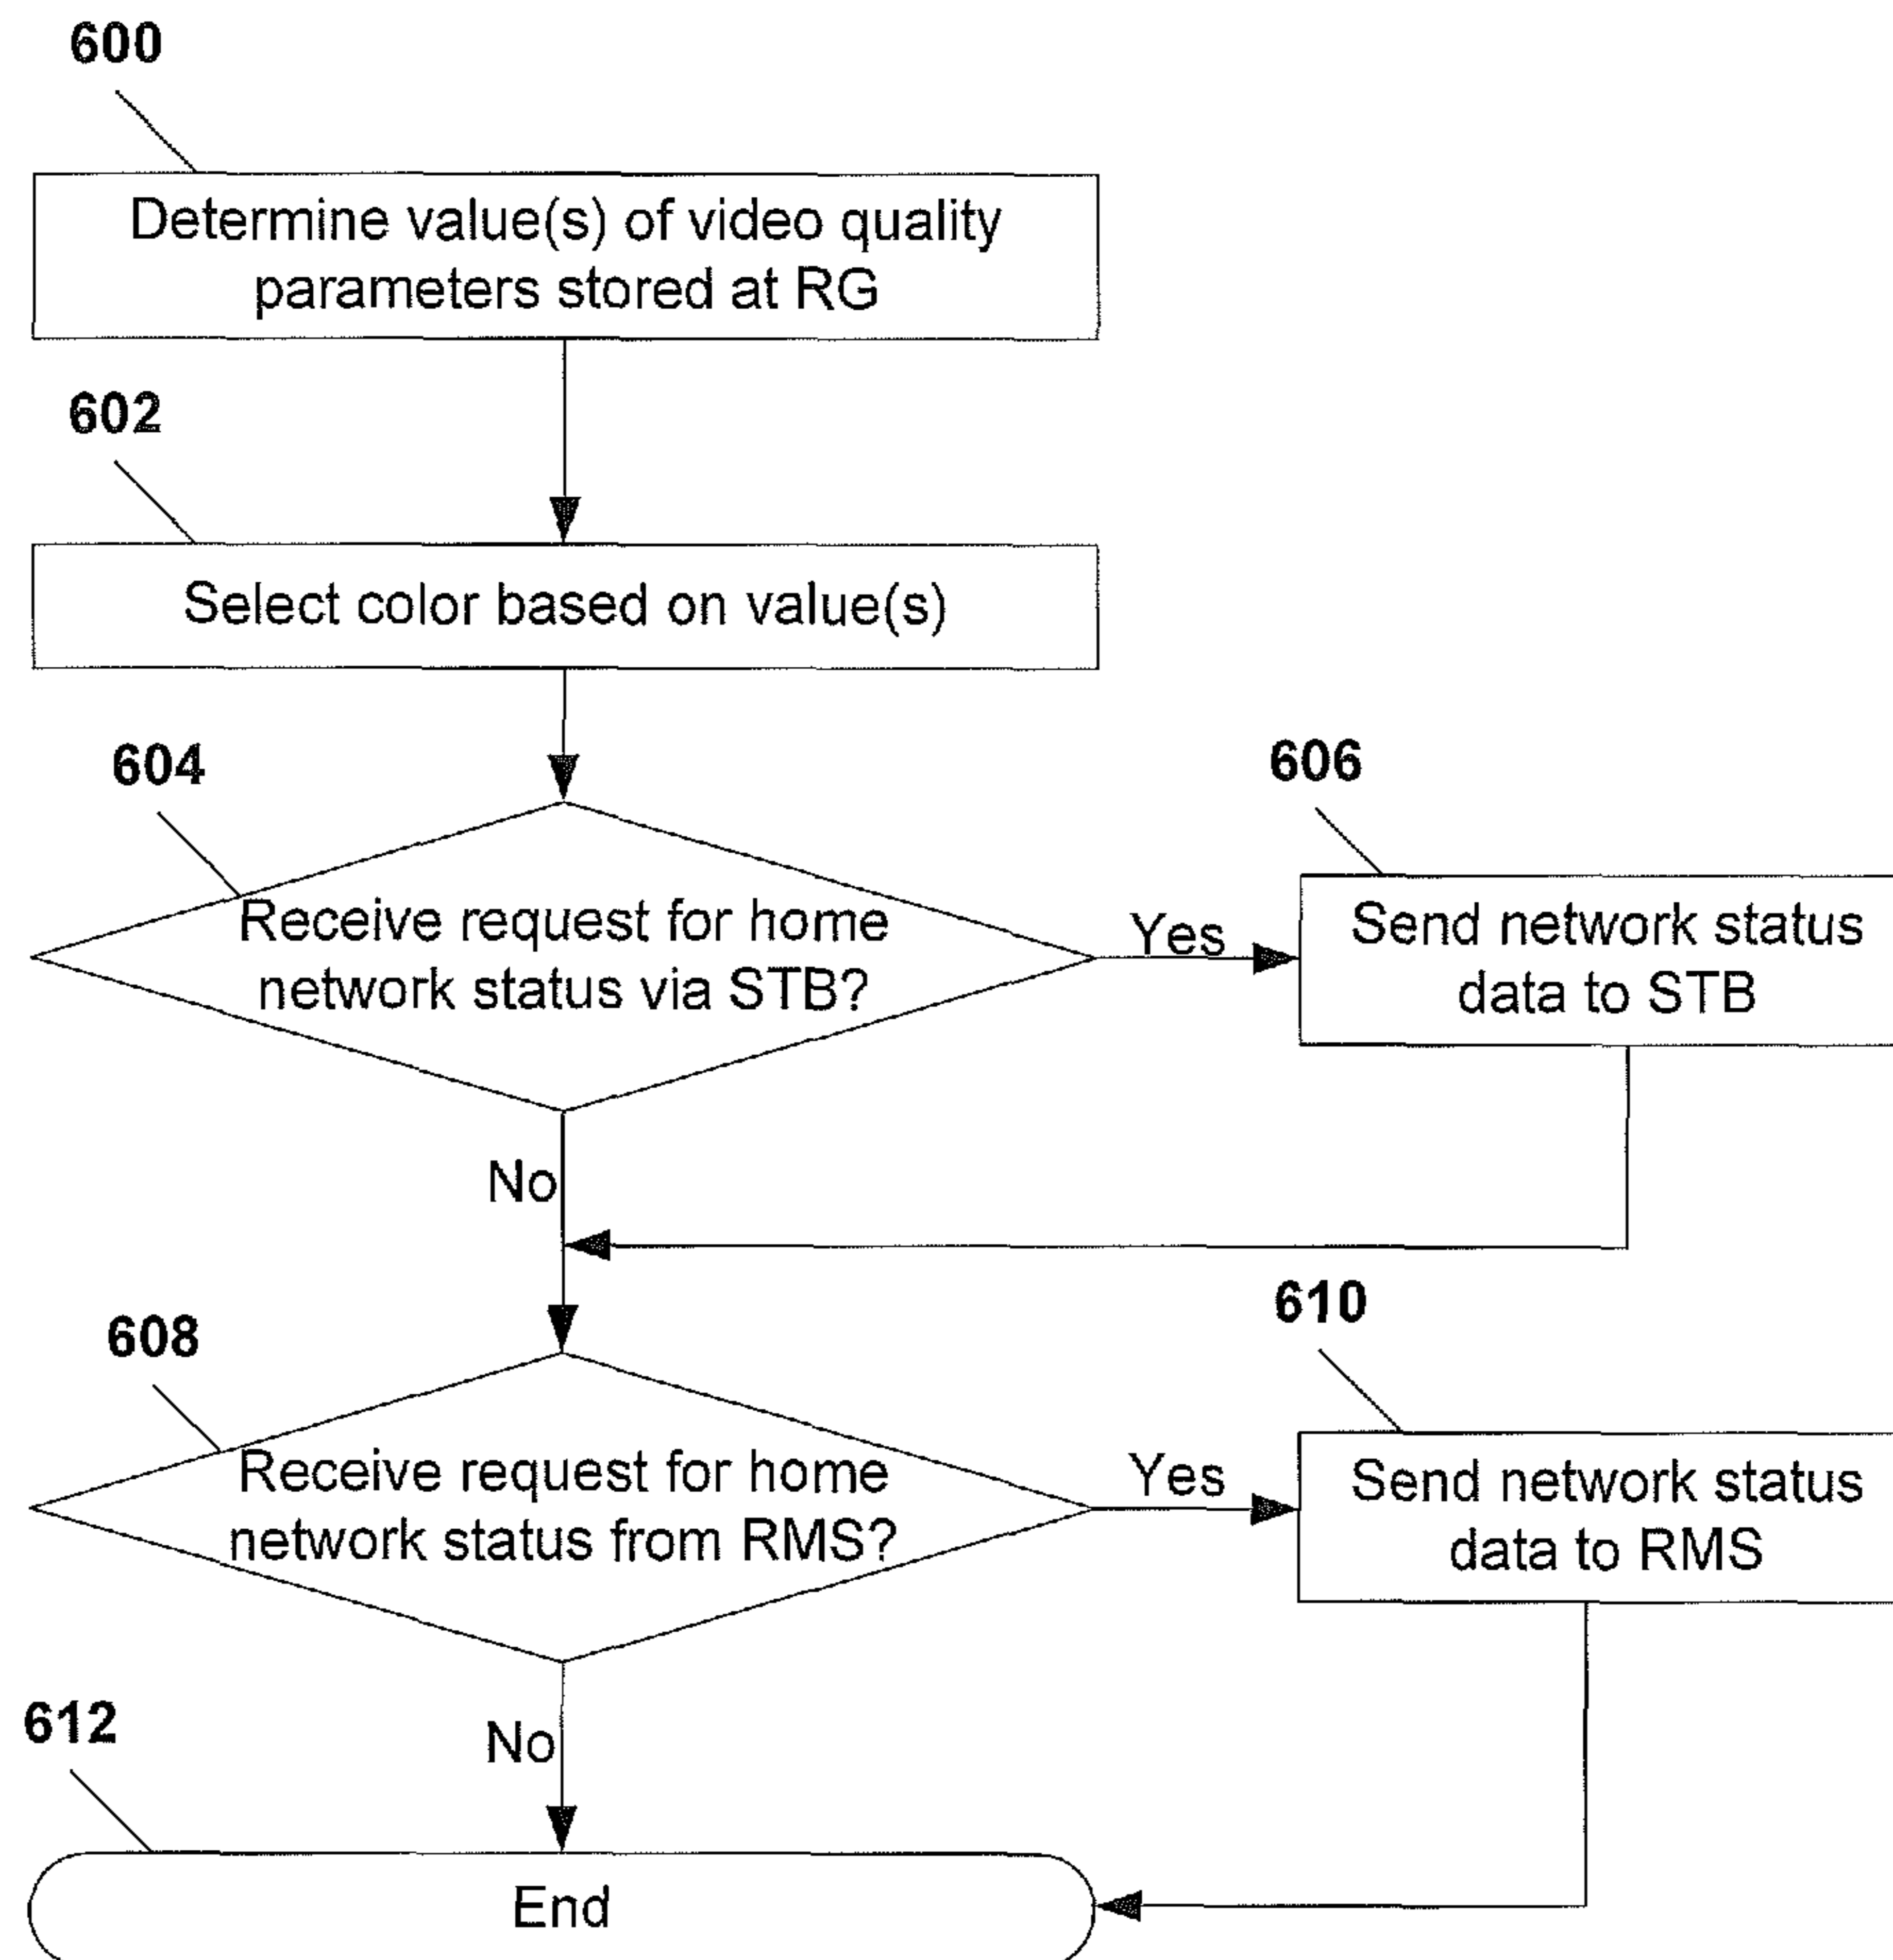 600
Determine value(s) of video quality
parameters stored at RG
602
Select color based on value(s)
604
Receive request for home
network status via STB?
Yes
606
Send network status
data to STB
No
608
Receive request for home
network status from RMS?
Yes
610
Send network status
data to RMS
No
612
End